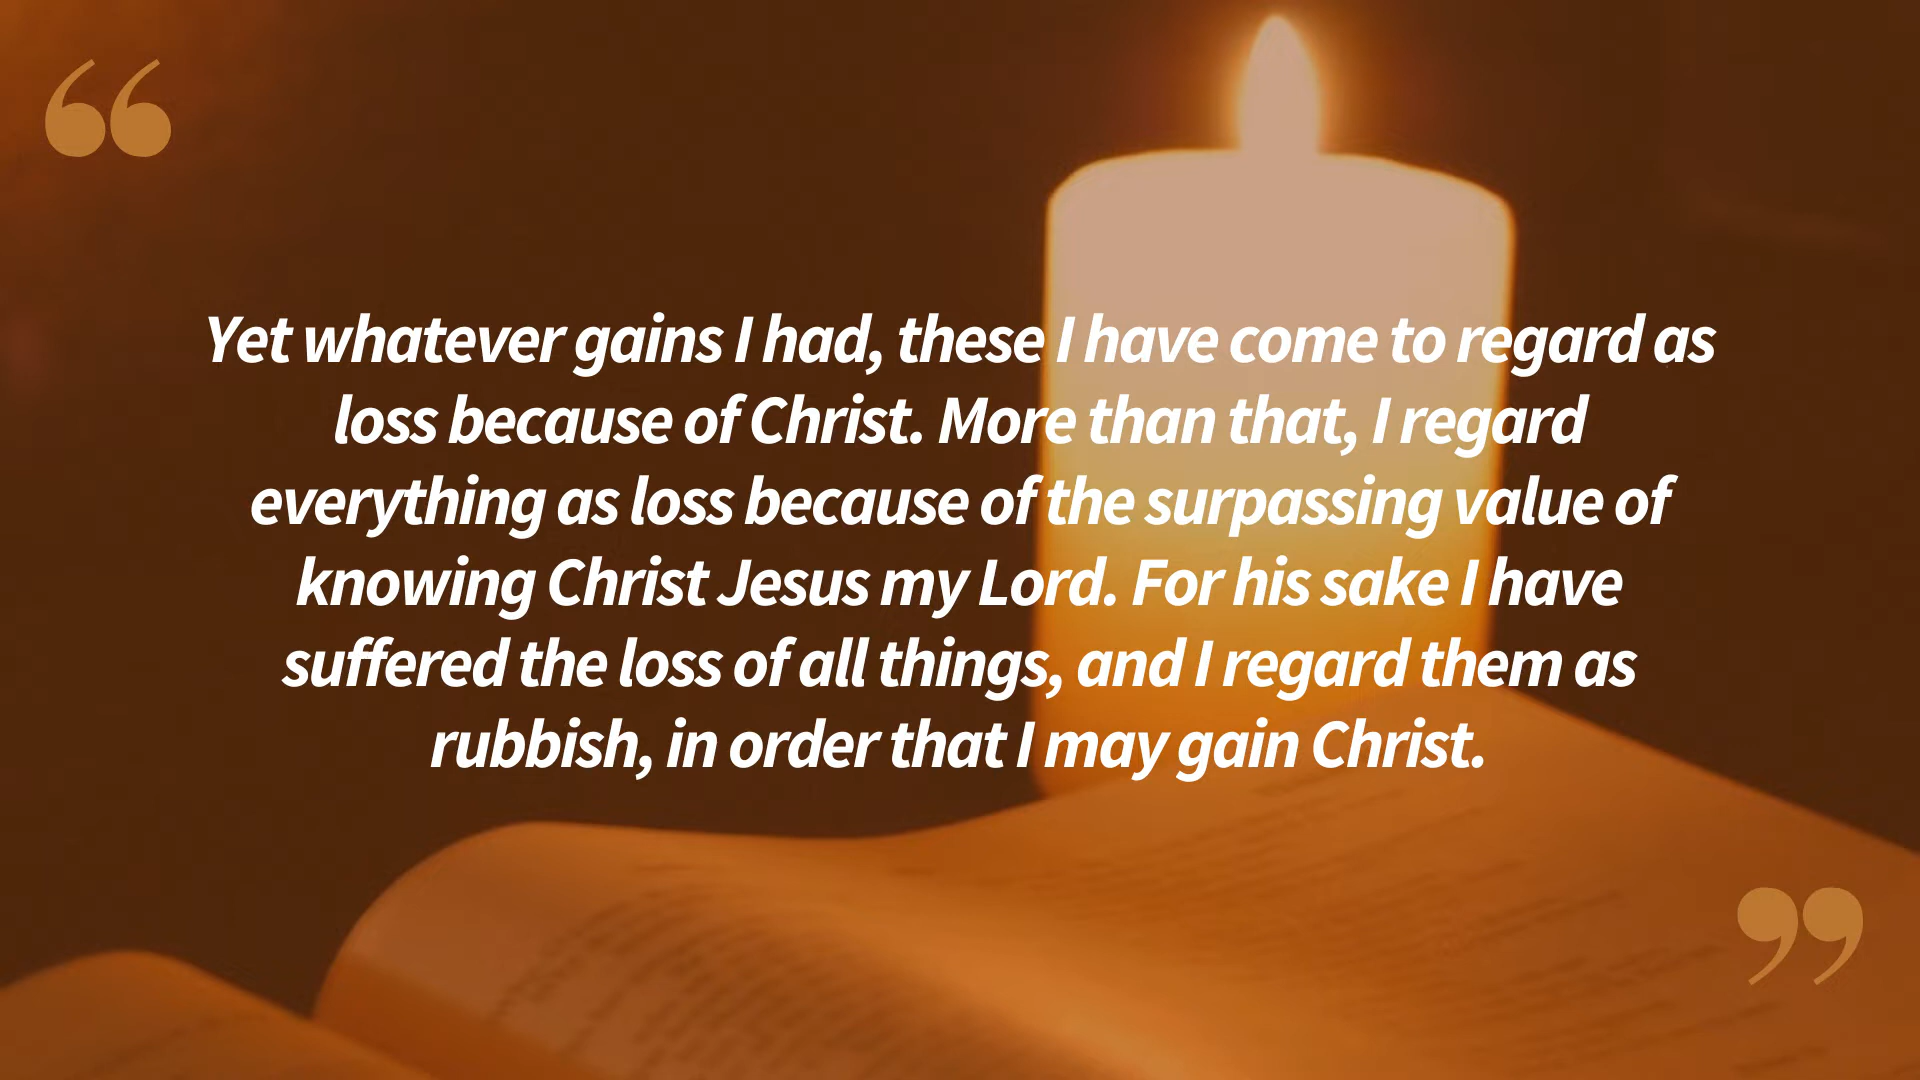 “
Yet whatever gains I had, these I have come to regard as
loss because of Christ. More than that, I regard
everything as loss because of the surpassing value of
knowing Christ Jesus my Lord. For his sake I have
suffered the loss of all things, and I regard them as
rubbish, in order that I may gain Christ.
”